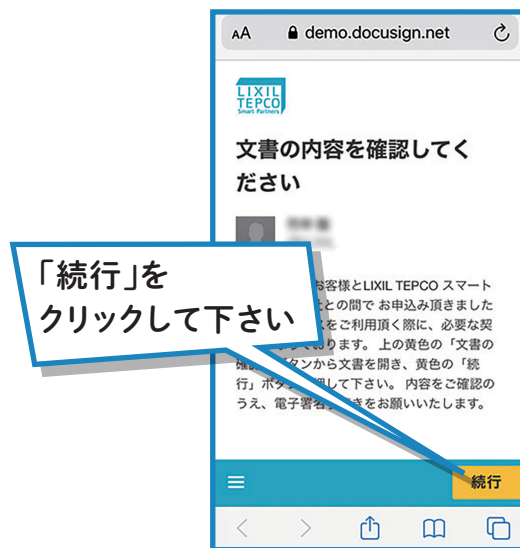 AA demo.docusign.net
LIXIL
TEPCO
Smart Partners
文書の内容を確認してく
ださい
「続行」を
クリックして下さい
お客様とLIXIL TEPCO スマート
との間で お申込み頂きました
をご利用頂く際に、必要な契
ております。 上の黄色の「文書の
タンから文書を開き、黄色の「続
行」ボタ して下さい。 内容をご確認の
うえ、電子署名 きをお願いいたします。
続行